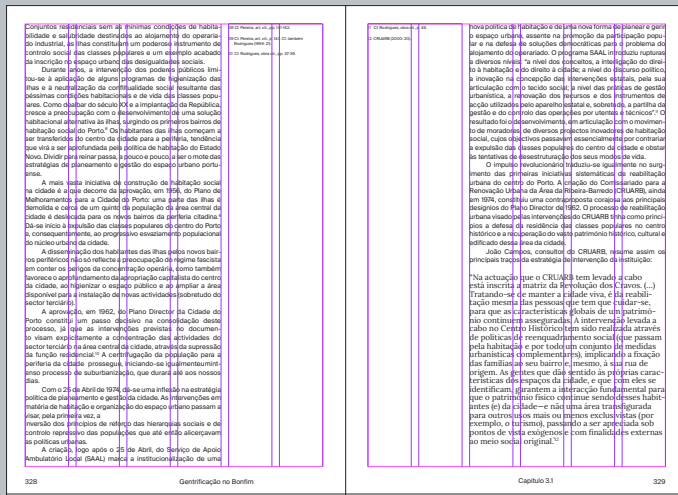 Conjuntos residenciais sem as mínimas condições de habita-
bilidade e salubridade destinados ao alojamento do operaria-
do industrial, as ilhas constituíam um poderoso instrumento de
controlo social das classes populares e um exemplo acabado
da inscrição no espaço urbano das desigualdades sociais.
Durante anos, a intervenção dos poderes públicos limi-
tou-se à aplicação de alguns programas de higienização das
ilhas e à neutralização da conflitualidade social resultante das
péssimas condições habitacionais e de vida das classes popu-
lares. Com o dealbar do século XX e a implantação da República,
cresce a preocupação com o desenvolvimento de uma solução
habitacional alternativa às ilhas, surgindo os primeiros bairros de
habitação social do Porto. Os habitantes das ilhas começam a
ser transferidos do centro da cidade para a periferia, tendência
que virá a ser aprofundada pela política de habitação do Estado
Novo. Dividir para reinar passa, a pouco e pouco, a ser o mote das
estratégias de planeamento e gestão do espaço urbano portu-
ense.
A mais vasta iniciativa de construção de habitação social
na cidade é a que decorre da aprovação, em 1956, do Plano de
Melhoramentos para a Cidade do Porto: uma parte das ilhas é
demolida e cerca de um quinto da população da área central da
cidade é deslocada para os novos bairros da periferia citadina.
Dá-se início à expulsão das classes populares do centro do Porto
e, consequentemente, ao progressivo esvaziamento populacional
do núcleo urbano da cidade.
A disseminação dos habitantes das ilhas pelos novos bair-
ros periféricos não só reflecte a preocupação do regime fascista
em conter os perigos da concentração operária, como também
favorece o aprofundamento da apropriação capitalista do centro
da cidade, ao higienizar o espaço público e ao ampliar a área
disponível para a instalação de novas actividades (sobretudo do
sector terciário).
A aprovação, em 1962, do Plano Director da Cidade do
Porto constitui um passo decisivo na consolidação deste
processo, já que as intervenções previstas no documen-
to visam explicitamente a concentração das actividades do
sector terciário na área central da cidade, através da supressão
da função residencial.¹⁰ A centrifugação da população para a
periferia da cidade prossegue, iniciando-se igualmenteumint-
enso processo de suburbanização, que durará até aos nossos
dias.
Com o 25 de Abril de 1974, dá-se uma inflexão na estratégia
política de planeamento e gestão da cidade. As intervenções em
matéria de habitação e organização do espaço urbano passam a
visar, pela primeira vez, a
inversão dos princípios de reforço das hierarquias sociais e de
controlo repressivo das populações que até então alicerçavam
as políticas urbanas.
A criação, logo após o 25 de Abril, do Serviço de Apoio
Ambulatório Local (SAAL) marca a institucionalização de uma
328
Gentrificação no Bonfim
nova política de habitação e de uma nova forma de planear e gerir
o espaço urbano, assente na promoção da participação popu-
lar e na defesa de soluções democráticas para o problema do
alojamento do operariado. O programa SAAL introduziu rupturas
a diversos níveis: "a nível dos conceitos, a interligação do direi-
to à habitação e do direito à cidade; a nível do discurso político,
a inovação na concepção das intervenções estatais, pela sua
articulação com o tecido social; a nível das práticas de gestão
urbanística, a renovação dos recursos e dos instrumentos de
acção utilizados pelo aparelho estatal e, sobretudo, a partilha da
gestão e do controlo das operações por utentes e técnicos". O
resultado foi o desenvolvimento, em articulação com o movimen-
to de moradores, de diversos projectos inovadores de habitação
social, cujos objectivos passavam essencialmente por contrariar
a expulsão das classes populares do centro da cidade e obstar
às tentativas de desestruturação dos seus modos de vida.
O impulso revolucionário traduziu-se igualmente no surg-
imento das primeiras iniciativas sistemáticas de reabilitação
urbana do centro do Porto. A criação do Comissariado para a
Renovação Urbana da Área da Ribeira-Barredo (CRUARB), ainda
em 1974, constituiu uma contraproposta corajosa aos principais
desígnios do Plano Director de 1962. O processo de reabilitação
urbana visado pelas intervenções do CRUARB tinha como princí-
pios a defesa da residência das classes populares no centro
histórico e a recuperação do vasto património histórico, cultural e
edificado dessa área da cidade.
João Campos, consultor do CRUARB, resume assim os
principais traços da estratégia de intervenção da instituição:
"Na actuação que o CRUARB tem levado a cabo
está inscrita a matriz da Revolução dos Cravos. (...)
Tratando-se de manter a cidade viva, é da reabili-
tação mesma das pessoas que tem que cuidar-se,
para que as características globais de um patrimó-
nio continuem asseguradas. A intervenção levada a
cabo no Centro Histórico tem sido realizada através
de políticas de reenquadramento social (que passam
pela habitação e por todo um conjunto de medidas
urbanísticas complementares), implicando a fixação
das famílias ao seu bairro e, mesmo, à sua rua de
origem. As gentes que dão sentido às próprias carac-
terísticas dos espaços da cidade, e que com eles se
identificam, garantem a interacção fundamental para
que o património físico continue sendo desses habit-
antes (e) da cidade—e não uma área transfigurada
para outros usos mais ou menos exclusivistas (por
exemplo, o turismo), passando a ser apreciada sob
pontos de vista exógenos e com finalidades externas
ao meio social original."¹²
Capítulo 3.1
329